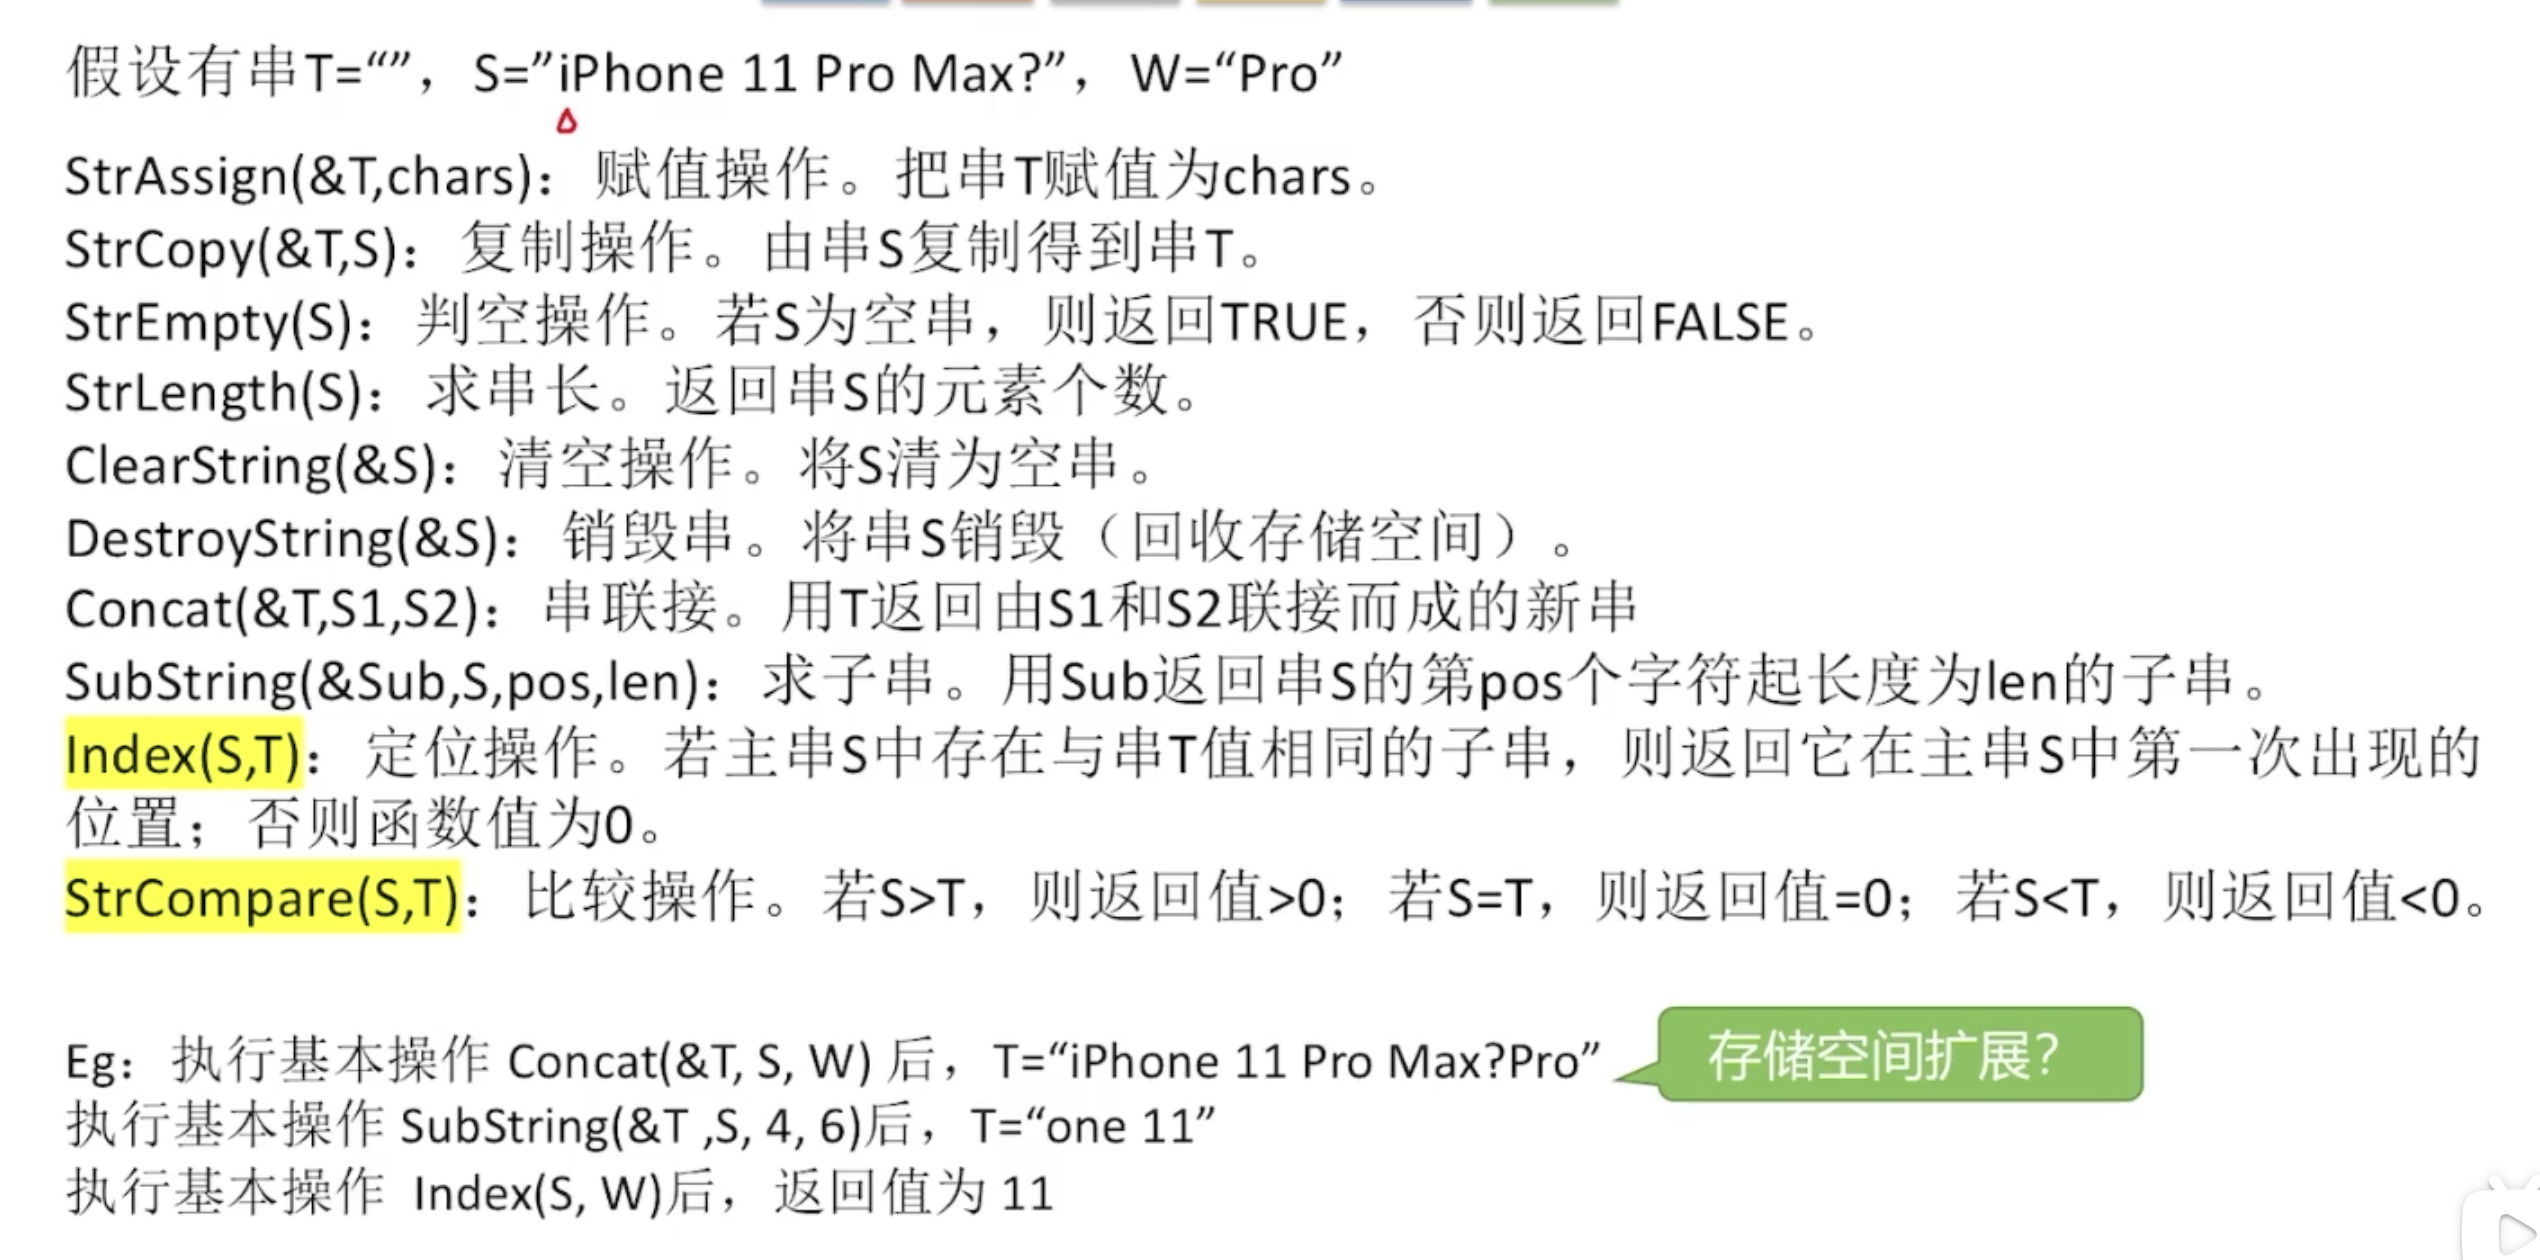 假设有串T=“”，S=”iPhone 11 Pro Max?”，W=“Pro”
StrAssign(&T,chars)：赋值操作。把串T赋值为chars。
StrCopy(&T,S)：复制操作。由串S复制得到串T。
StrEmpty(S)：判空操作。若S为空串，则返回TRUE，否则返回FALSE。
StrLength(S)：求串长。返回串S的元素个数。
ClearString(&S)：清空操作。将S清为空串。
DestroyString(&S)：销毁串。将串S销毁（回收存储空间）。
Concat(&T,S1,S2)：串联接。用T返回由S1和S2联接而成的新串
SubString(&Sub,S,pos,len)：求子串。用Sub返回串S的第pos个字符起长度为len的子串。
Index(S,T)：定位操作。若主串S中存在与串T值相同的子串，则返回它在主串S中第一次出现的
位置；否则函数值为0。
StrCompare(S,T)：比较操作。若S>T，则返回值>0；若S=T，则返回值=0；若S<T，则返回值<0。
Eg：执行基本操作 Concat(&T, S, W) 后，T=“iPhone 11 Pro Max?Pro”
存储空间扩展？
执行基本操作 SubString(&T ,S, 4, 6)后，T=“one 11”
执行基本操作 Index(S, W)后，返回值为 11